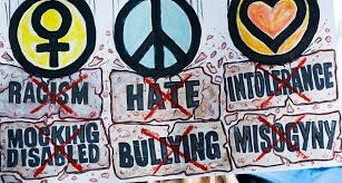 RACISM HATE INTOLERANCE
MOCKING DISABLED BULLYING MISOGYNY